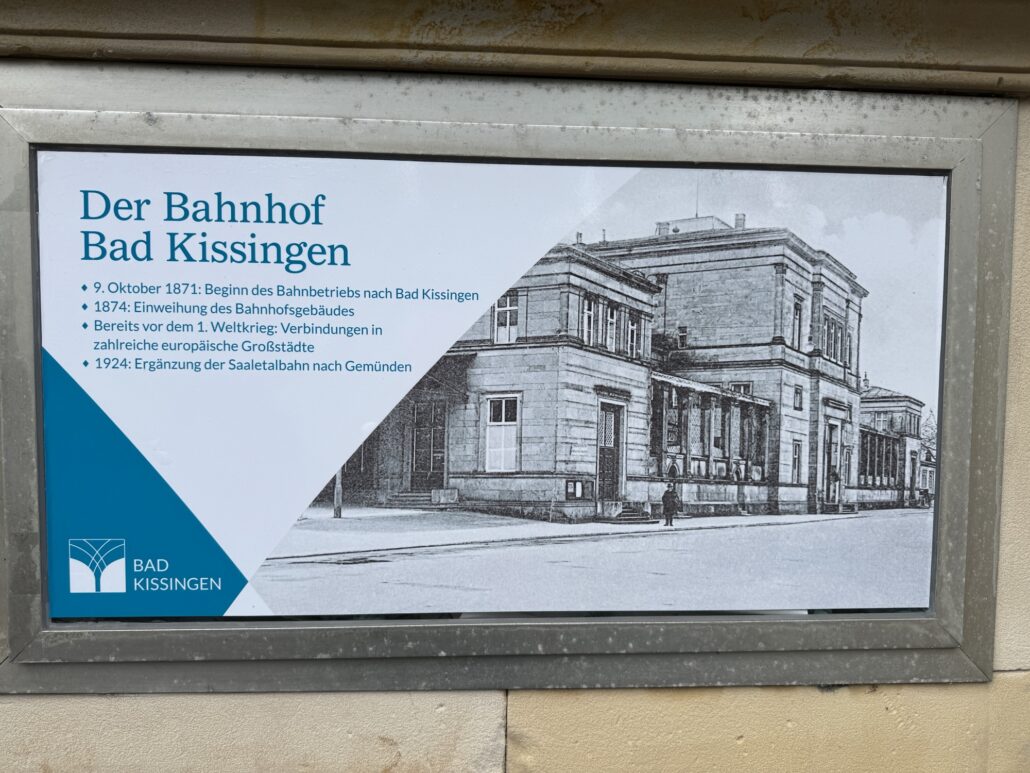 Der Bahnhof
Bad Kissingen
♦ 9. Oktober 1871: Beginn des Bahnbetriebs nach Bad Kissingen
♦ 1874: Einweihung des Bahnhofsgebäudes
♦ Bereits vor dem 1. Weltkrieg: Verbindungen in
zahlreiche europäische Großstädte
♦ 1924: Ergänzung der Saaletalbahn nach Gemünden
BAD
KISSINGEN